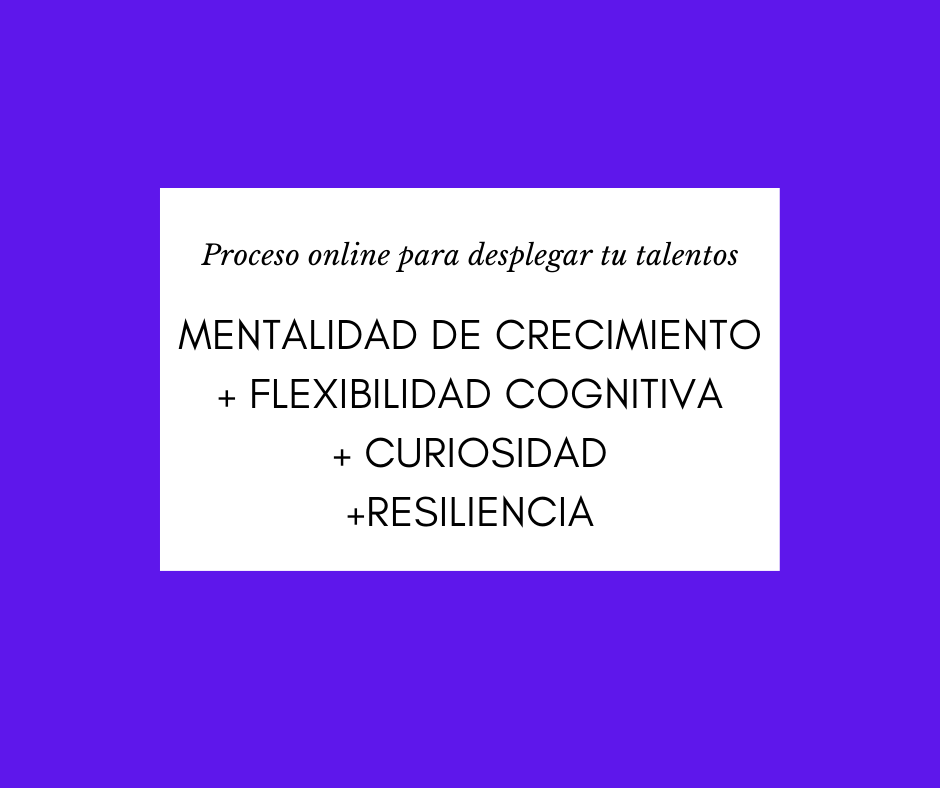 Proceso online para desplegar tu talentos
MENTALIDAD DE CRECIMIENTO
+ FLEXIBILIDAD COGNITIVA
+ CURIOSIDAD
+RESILIENCIA